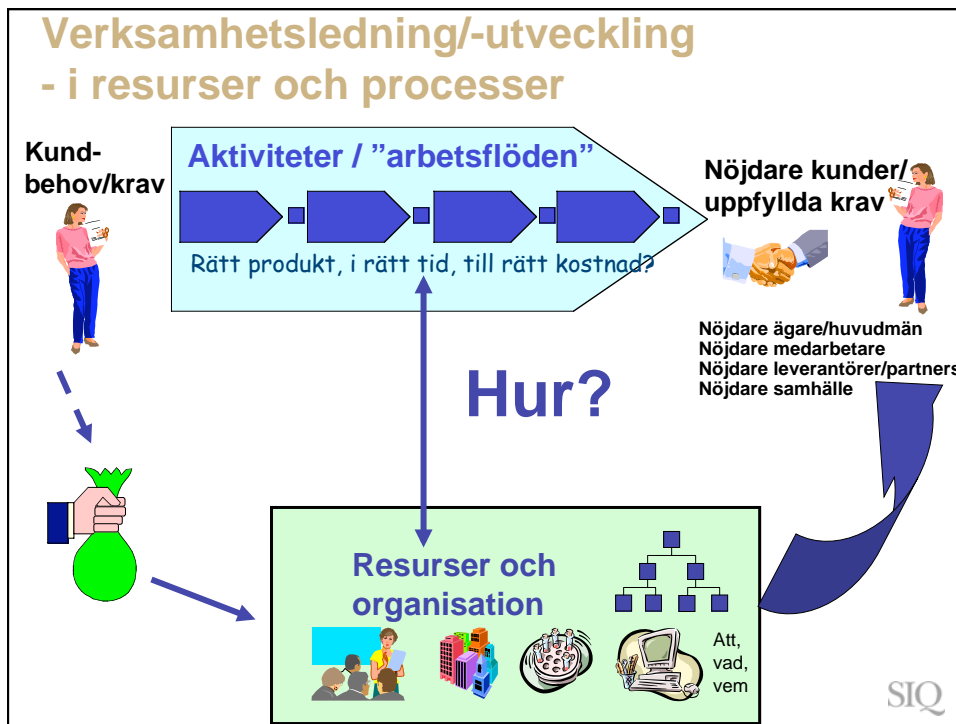 Verksamhetsledning/-utveckling
- i resurser och processer
Kund-
behov/krav
Aktiviteter / ”arbetsflöden”
Rätt produkt, i rätt tid, till rätt kostnad?
Nöjdare kunder/
uppfyllda krav
Nöjdare ägare/huvudmän
Nöjdare medarbetare
Nöjdare leverantörer/partners
Nöjdare samhälle
Hur?
Resurser och
organisation
Att,
vad,
vem
SIQ